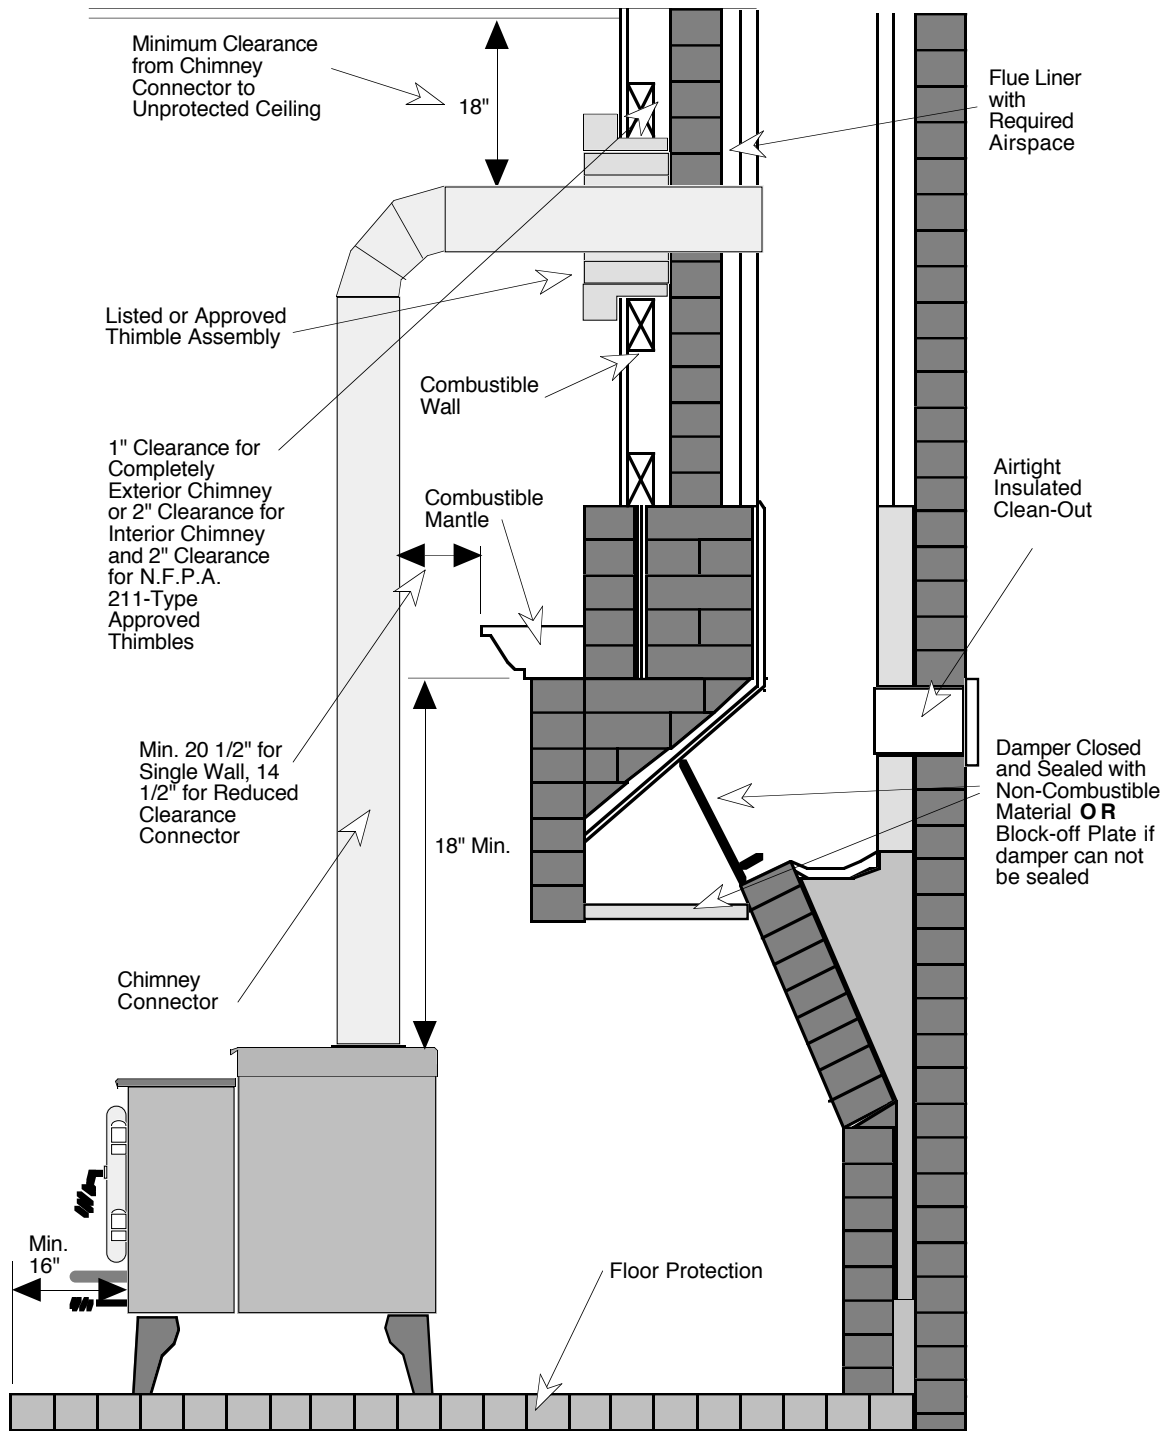 Minimum Clearance
from Chimney
Connector to
Unprotected Ceiling
18"
Flue Liner
with
Required
Airspace
Listed or Approved
Thimble Assembly
Combustible
Wall
1" Clearance for
Completely
Exterior Chimney
or 2" Clearance for
Interior Chimney
and 2" Clearance
for N.F.P.A.
211-Type
Approved
Thimbles
Combustible
Mantle
Airtight
Insulated
Clean-Out
Min. 20 1/2" for
Single Wall, 14
1/2" for Reduced
Clearance
Connector
18" Min.
Damper Closed
and Sealed with
Non-Combustible
Material OR
Block-off Plate if
damper can not
be sealed
Chimney
Connector
Min.
16"
Floor Protection